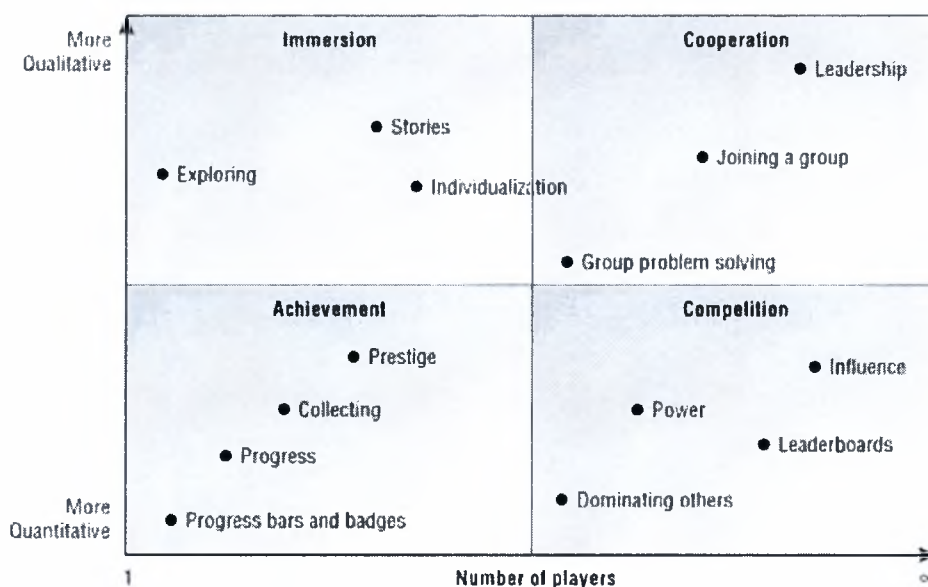 More
Qualitative
Immersion
Cooperation
Leadership
Stories
Joining a group
Exploring
Individualization
Group problem solving
Achievement
Competition
Prestige
Influence
Collecting
Power
Progress
Leaderboards
More
Quantitative
Dominating others
Progress bars and badges
1
Number of players